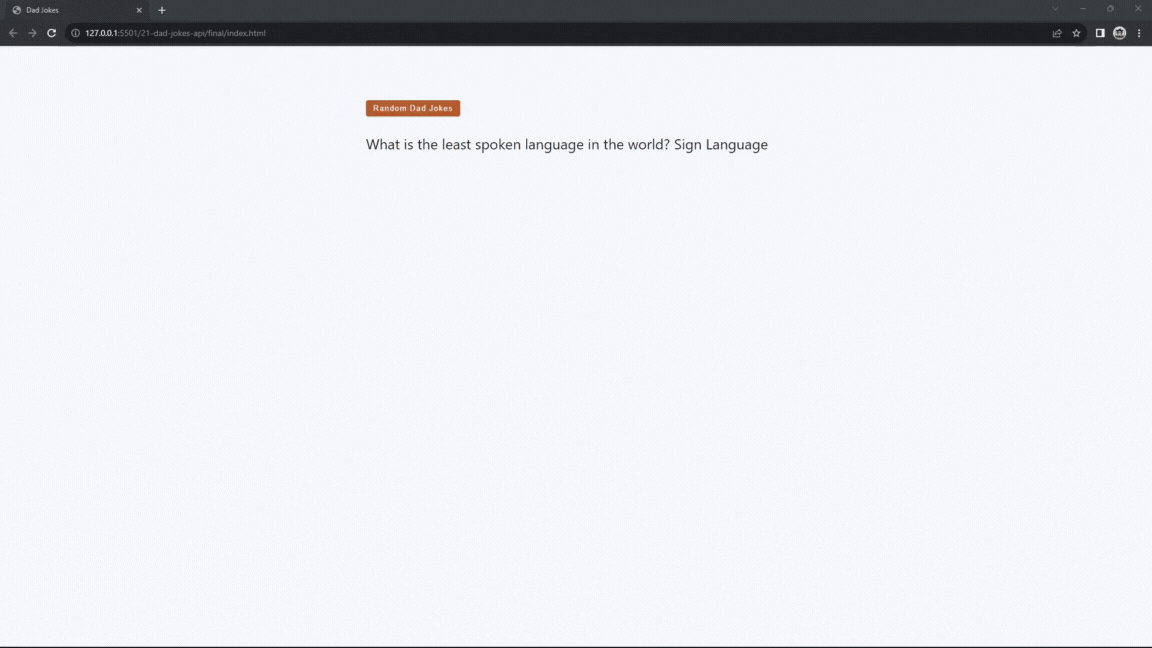 Dad Jokes
127.0.0.1:5501/21-dad-jokes-api/final/index.html
Random Dad Jokes
What is the least spoken language in the world? Sign Language